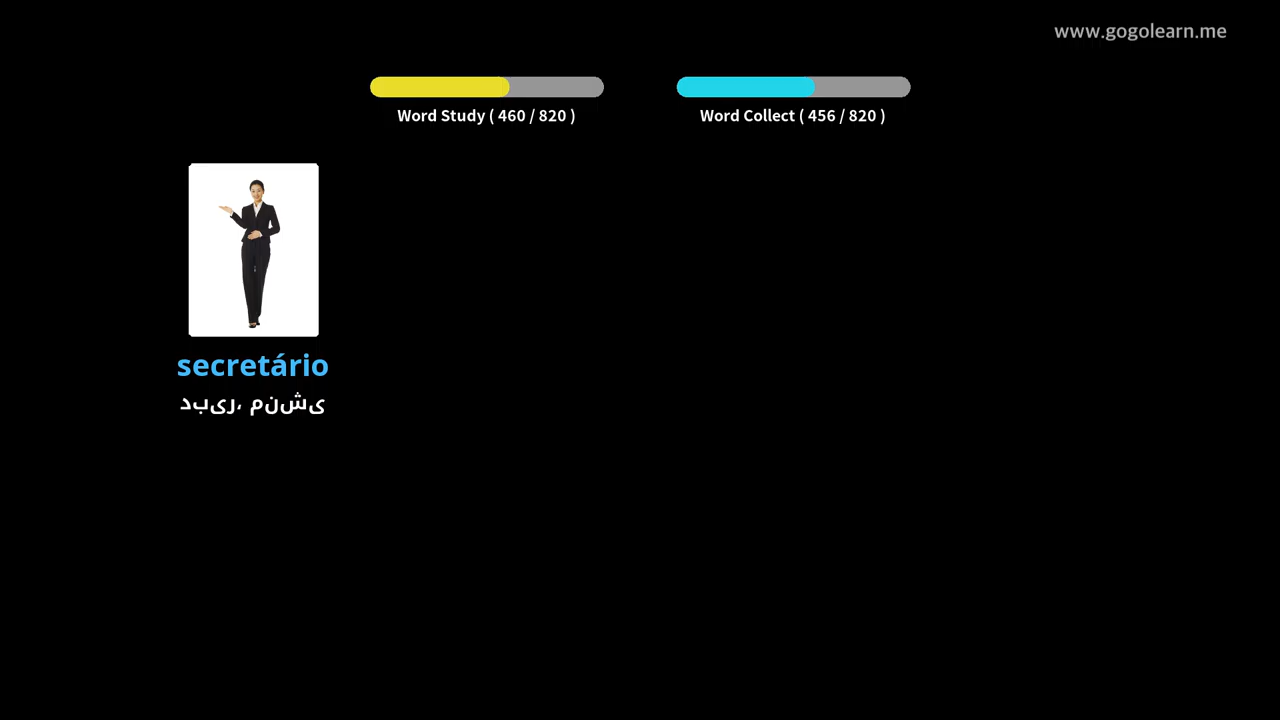 www.gogolearn.me
Word Study ( 460 / 820 )
Word Collect ( 456 / 820 )
secretário
دبیر، منشی